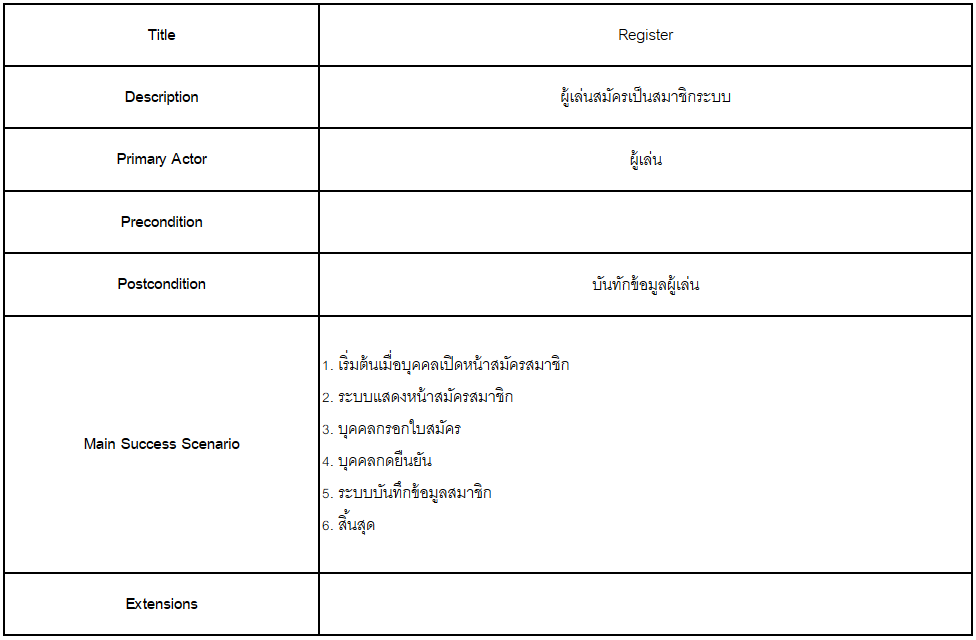 Title
Register
Description
ผู้เล่นสมัครเป็นสมาชิกระบบ
Primary Actor
ผู้เล่น
Precondition
Postcondition
บันทักข้อมูลผู้เล่น
Main Success Scenario
1. เริ่มต้นเมื่อบุคคลเปิดหน้าสมัครสมาชิก
2. ระบบแสดงหน้าสมัครสมาชิก
3. บุคคลกรอกใบสมัคร
4. บุคคลกดยืนยัน
5. ระบบบันทึกข้อมูลสมาชิก
6. สิ้นสุด
Extensions